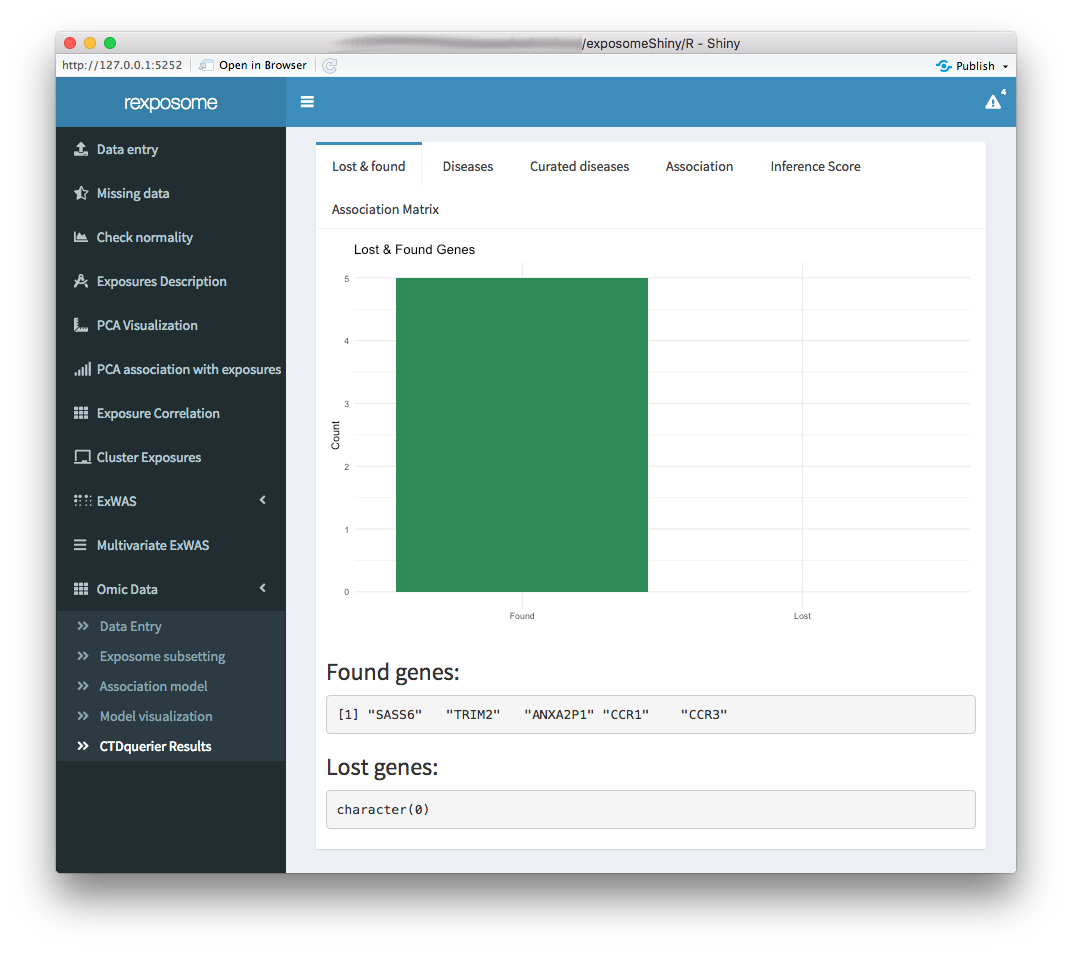 /exposomeShiny/R - Shiny
http://127.0.0.1:5252 Open in Browser Publish
rexposome 4
Data entry
Missing data
Check normality
Exposures Description
PCA Visualization
PCA association with exposures
Exposure Correlation
Cluster Exposures
ExWAS
Multivariate ExWAS
Omic Data
Data Entry
Exposome subsetting
Association model
Model visualization
CTDquerier Results
Lost & found Diseases Curated diseases Association Inference Score
Association Matrix
Lost & Found Genes
5
4
3
2
1
0
Count
Found Lost
Found genes:
[1] "SASS6" "TRIM2" "ANXA2P1" "CCR1" "CCR3"
Lost genes:
character(0)